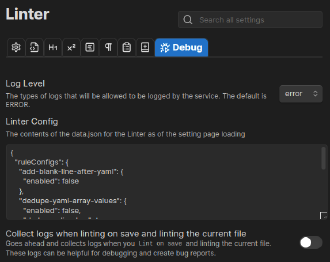 Linter
Search all settings
H1
x²
Debug
Log Level
The types of logs that will be allowed to be logged by the service. The default is
ERROR.
error
Linter Config
The contents of the data.json for the Linter as of the setting page loading
{
"ruleConfigs": {
"add-blank-line-after-yaml": {
"enabled": false
},
"dedupe-yaml-array-values": {
"enabled": false,
Collect logs when linting on save and linting the current file
Goes ahead and collects logs when you Lint on save and linting the current file.
These logs can be helpful for debugging and create bug reports.